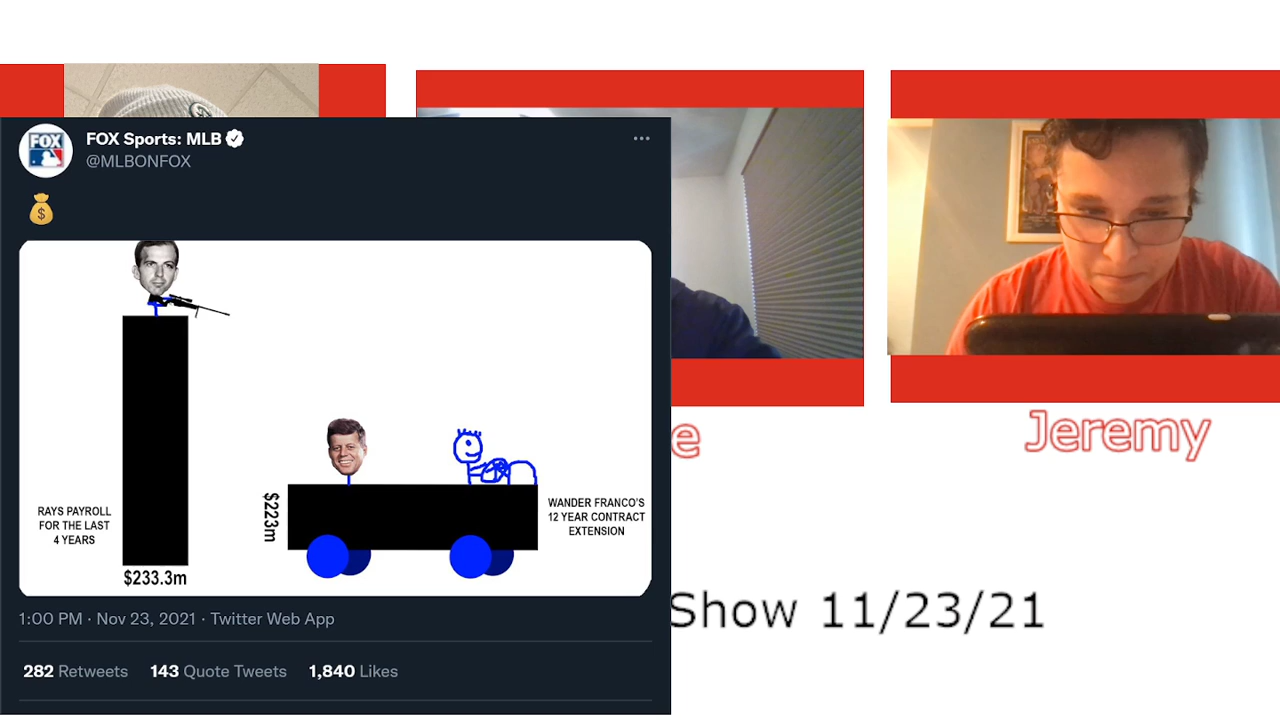 FOX
FOX Sports: MLB
@MLBONFOX
RAYS PAYROLL
FOR THE LAST
4 YEARS
$233.3m
$223m
WANDER FRANCO'S
12 YEAR CONTRACT
EXTENSION
1:00 PM · Nov 23, 2021 · Twitter Web App
282 Retweets 143 Quote Tweets 1,840 Likes
e
Jeremy
Show 11/23/21